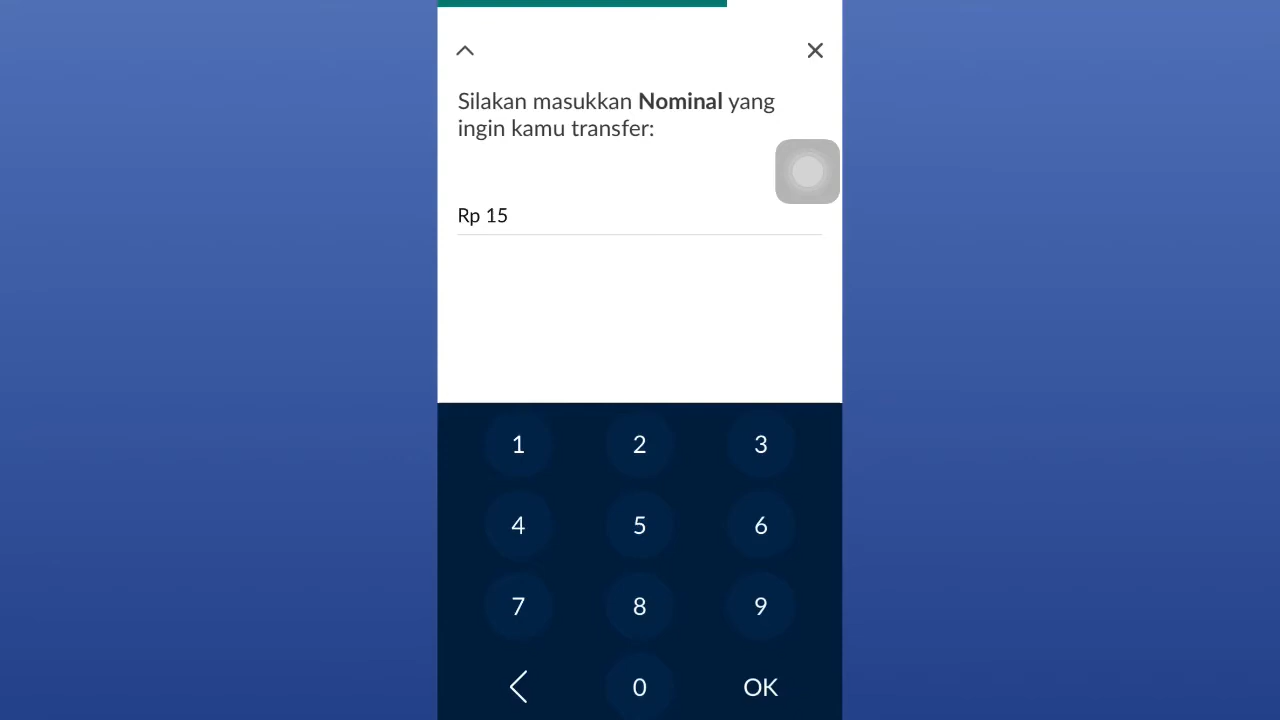 Silakan masukkan Nominal yang
ingin kamu transfer:
Rp 15
1 2 3
4 5 6
7 8 9
0 OK